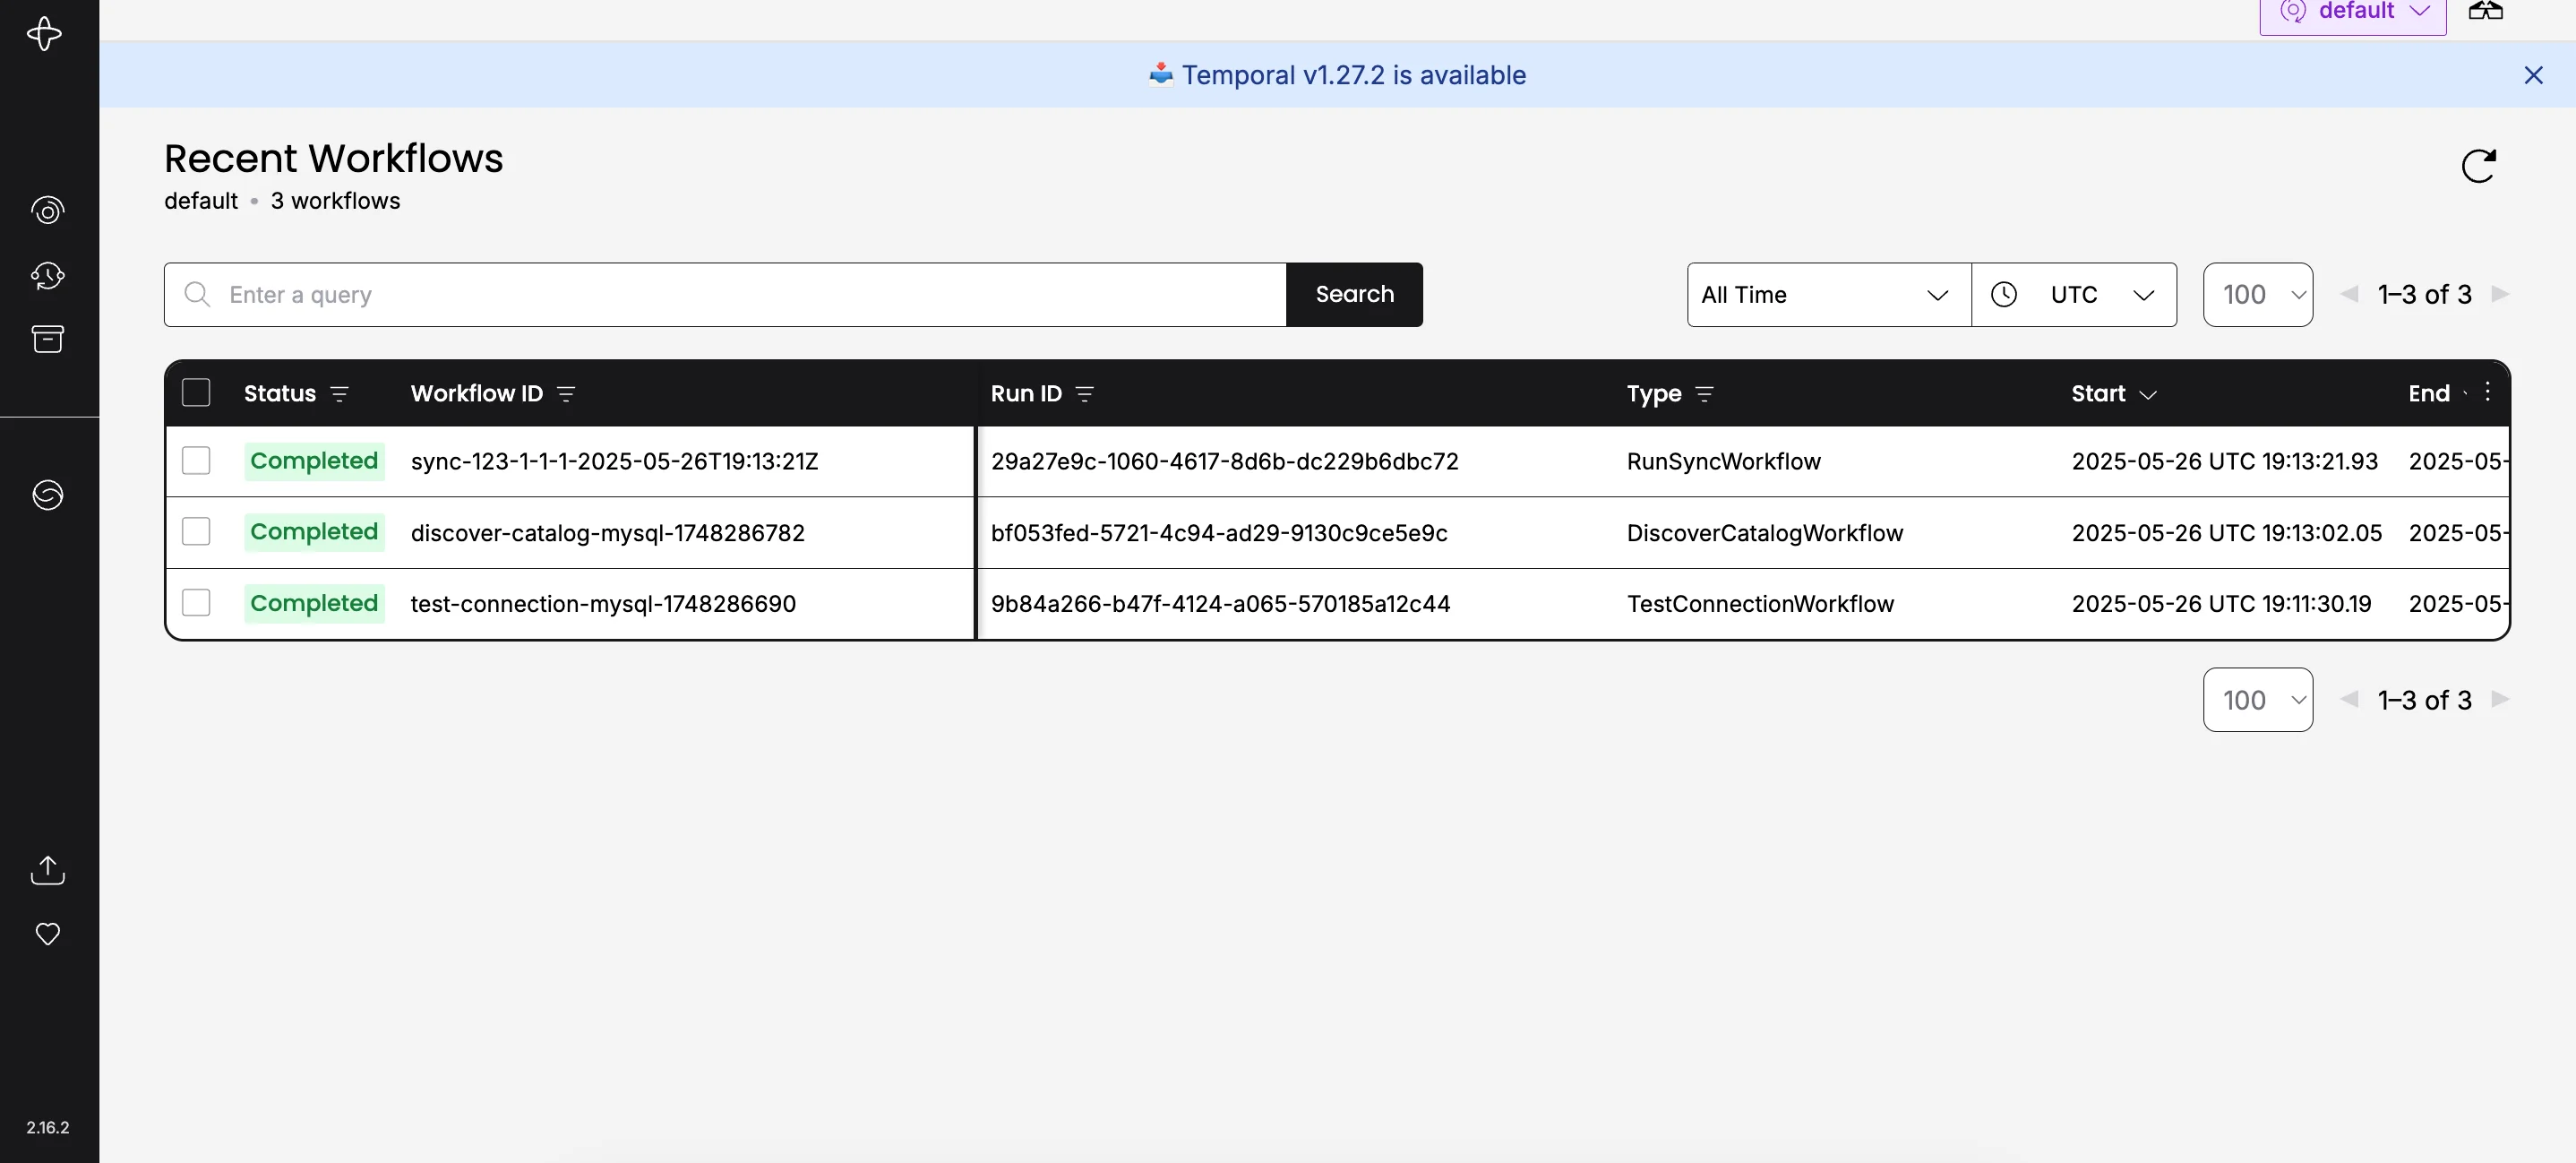 default
Temporal v1.27.2 is available
Recent Workflows
default • 3 workflows
Enter a query Search All Time UTC 100 1–3 of 3
Status Workflow ID Run ID Type Start End
Completed sync-123-1-1-1-2025-05-26T19:13:21Z 29a27e9c-1060-4617-8d6b-dc229b6dbc72 RunSyncWorkflow 2025-05-26 UTC 19:13:21.93 2025-05-
Completed discover-catalog-mysql-1748286782 bf053fed-5721-4c94-ad29-9130c9ce5e9c DiscoverCatalogWorkflow 2025-05-26 UTC 19:13:02.05 2025-05-
Completed test-connection-mysql-1748286690 9b84a266-b47f-4124-a065-570185a12c44 TestConnectionWorkflow 2025-05-26 UTC 19:11:30.19 2025-05-
100 1–3 of 3
2.16.2